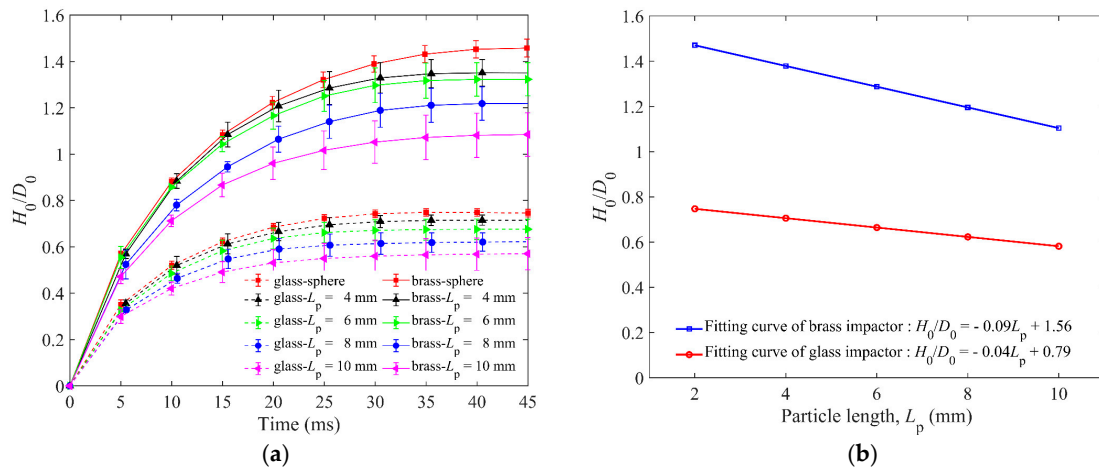 1.6
1.4
1.2
1
0.8
0.6
0.4
0.2
0
H₀/D₀
0 5 10 15 20 25 30 35 40 45
Time (ms)
glass-sphere brass-sphere
glass-Lₚ = 4 mm brass-Lₚ = 4 mm
glass-Lₚ = 6 mm brass-Lₚ = 6 mm
glass-Lₚ = 8 mm brass-Lₚ = 8 mm
glass-Lₚ = 10 mm brass-Lₚ = 10 mm
(a)
1.6
1.4
1.2
1
0.8
0.6
0.4
0.2
0
H₀/D₀
Fitting curve of brass impactor : H₀/D₀ = - 0.09Lₚ + 1.56
Fitting curve of glass impactor : H₀/D₀ = - 0.04Lₚ + 0.79
2 4 6 8 10
Particle length, Lₚ (mm)
(b)